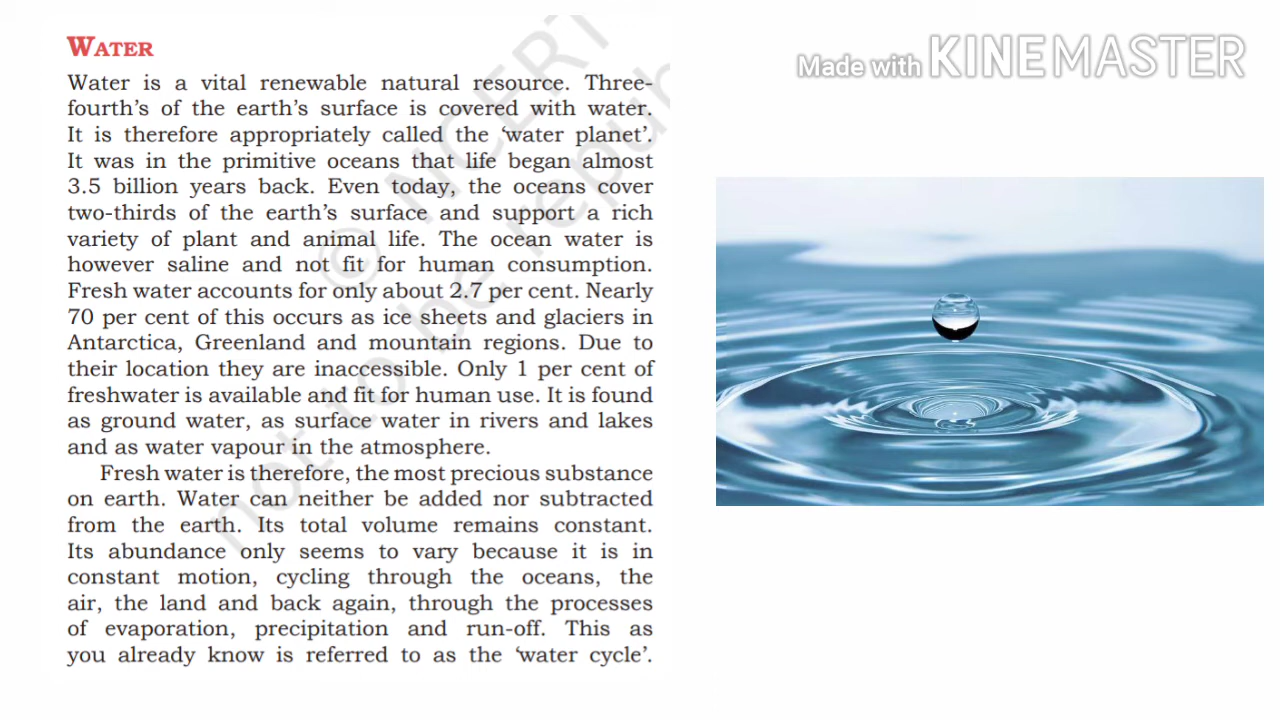 WATER
Water is a vital renewable natural resource. Three-
fourth's of the earth's surface is covered with water.
It is therefore appropriately called the 'water planet'.
It was in the primitive oceans that life began almost
3.5 billion years back. Even today, the oceans cover
two-thirds of the earth's surface and support a rich
variety of plant and animal life. The ocean water is
however saline and not fit for human consumption.
Fresh water accounts for only about 2.7 per cent. Nearly
70 per cent of this occurs as ice sheets and glaciers in
Antarctica, Greenland and mountain regions. Due to
their location they are inaccessible. Only 1 per cent of
freshwater is available and fit for human use. It is found
as ground water, as surface water in rivers and lakes
and as water vapour in the atmosphere.
Fresh water is therefore, the most precious substance
on earth. Water can neither be added nor subtracted
from the earth. Its total volume remains constant.
Its abundance only seems to vary because it is in
constant motion, cycling through the oceans, the
air, the land and back again, through the processes
of evaporation, precipitation and run-off. This as
you already know is referred to as the 'water cycle'.
© NCERT
not to be republ
Made with KINEMASTER